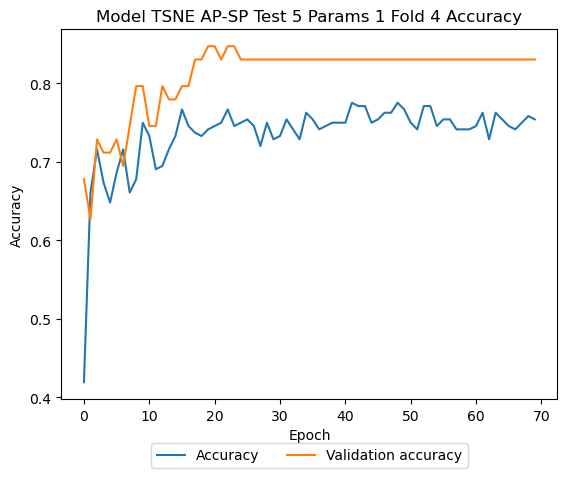 Model TSNE AP-SP Test 5 Params 1 Fold 4 Accuracy
0.8
0.7
0.6
0.5
0.4
Accuracy
0 10 20 30 40 50 60 70
Epoch
Accuracy Validation accuracy